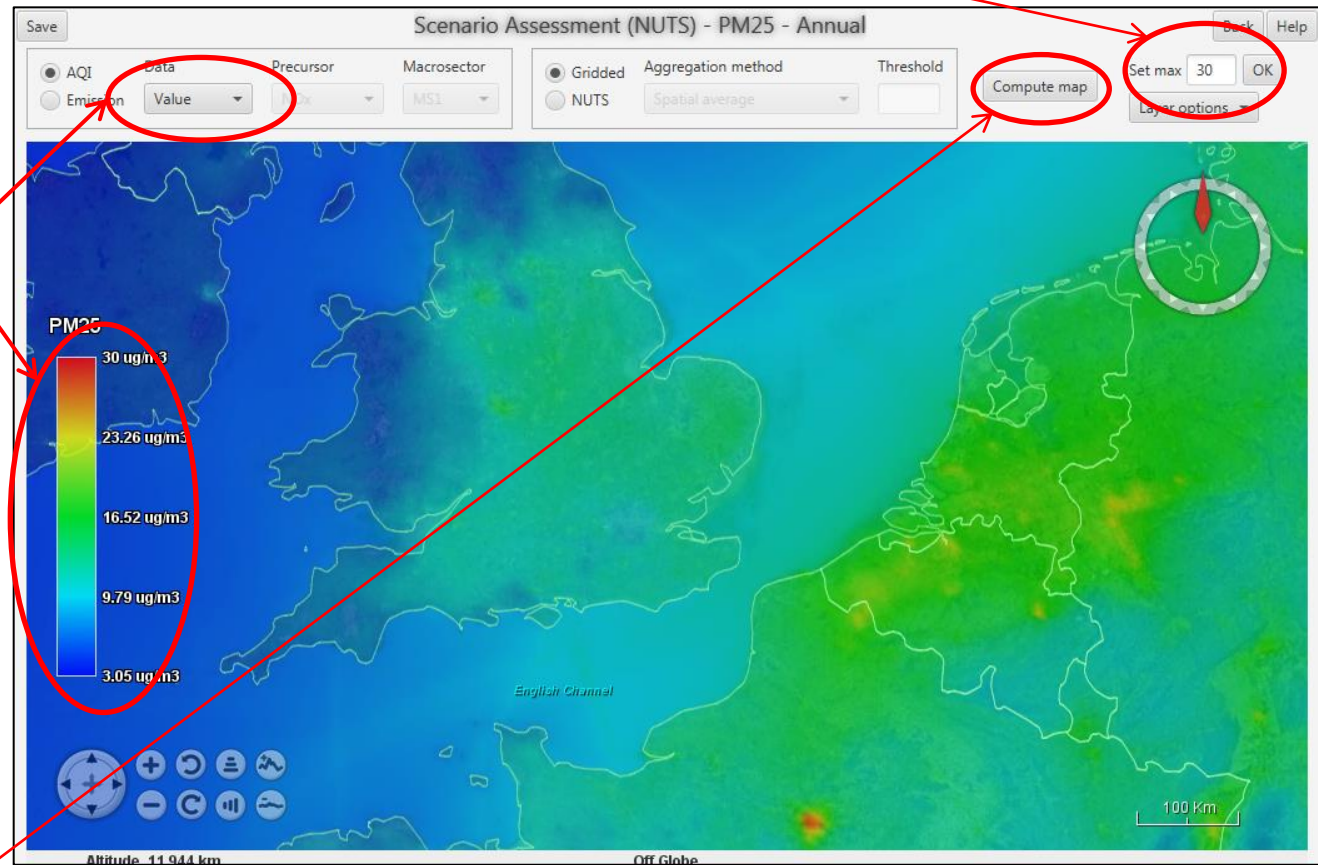 Save
Scenario Assessment (NUTS) - PM25 - Annual
Back
Help
AQI
Emission
Data
Value
Precursor
NOx
Macrosector
MS1
Gridded
NUTS
Aggregation method
Spatial average
Threshold
Compute map
Set max 30 OK
Layer options
PM25
30 ug/m3
23.26 ug/m3
16.52 ug/m3
9.79 ug/m3
3.05 ug/m3
English Channel
100 Km
Altitude 11.944 km
Off Globe